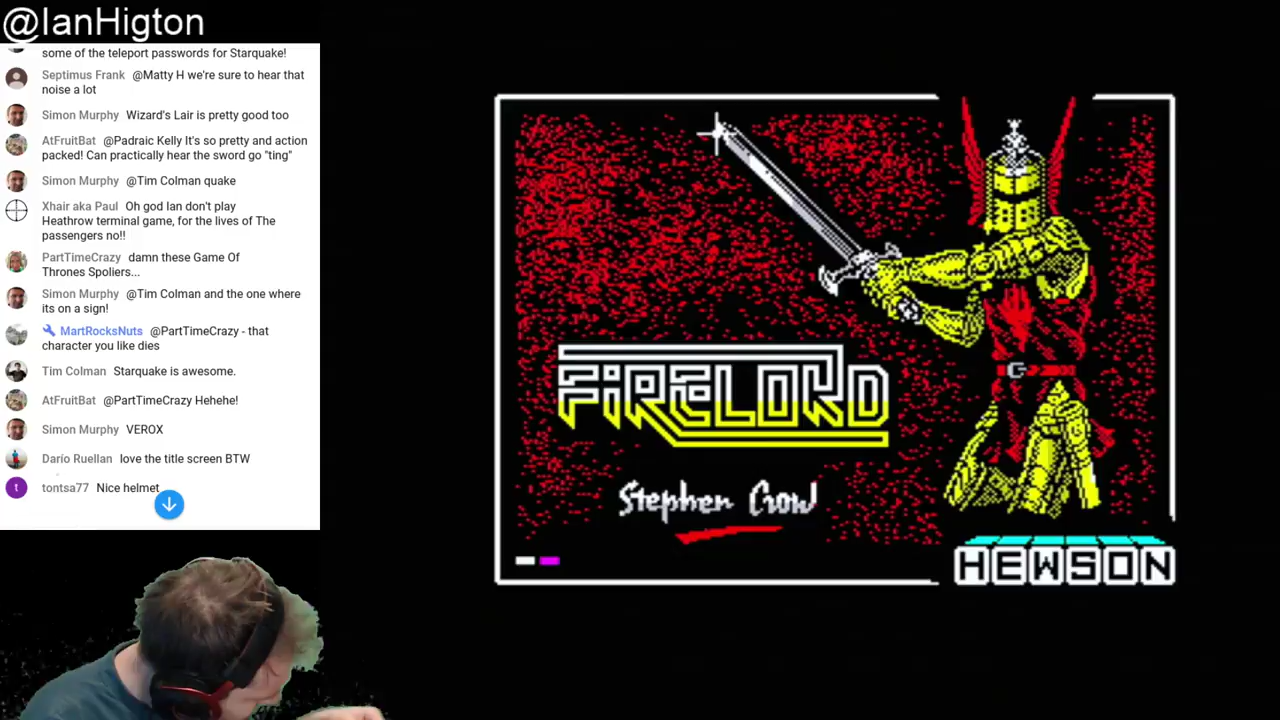 @IanHigton
some of the teleport passwords for Starquake!
Septimus Frank @Matty H we're sure to hear that
noise a lot
Simon Murphy Wizard's Lair is pretty good too
AtFruitBat @Padraic Kelly It's so pretty and action
packed! Can practically hear the sword go "ting"
Simon Murphy @Tim Colman quake
Xhair aka Paul Oh god Ian don't play
Heathrow terminal game, for the lives of The
passengers no!!
PartTimeCrazy damn these Game Of
Thrones Spoliers...
Simon Murphy @Tim Colman and the one where
its on a sign!
MartRocksNuts @PartTimeCrazy - that
character you like dies
Tim Colman Starquake is awesome.
AtFruitBat @PartTimeCrazy Hehehe!
Simon Murphy VEROX
Darío Ruellan love the title screen BTW
t tontsa77 Nice helmet
FIRELORD
Stephen Crow
HEWSON